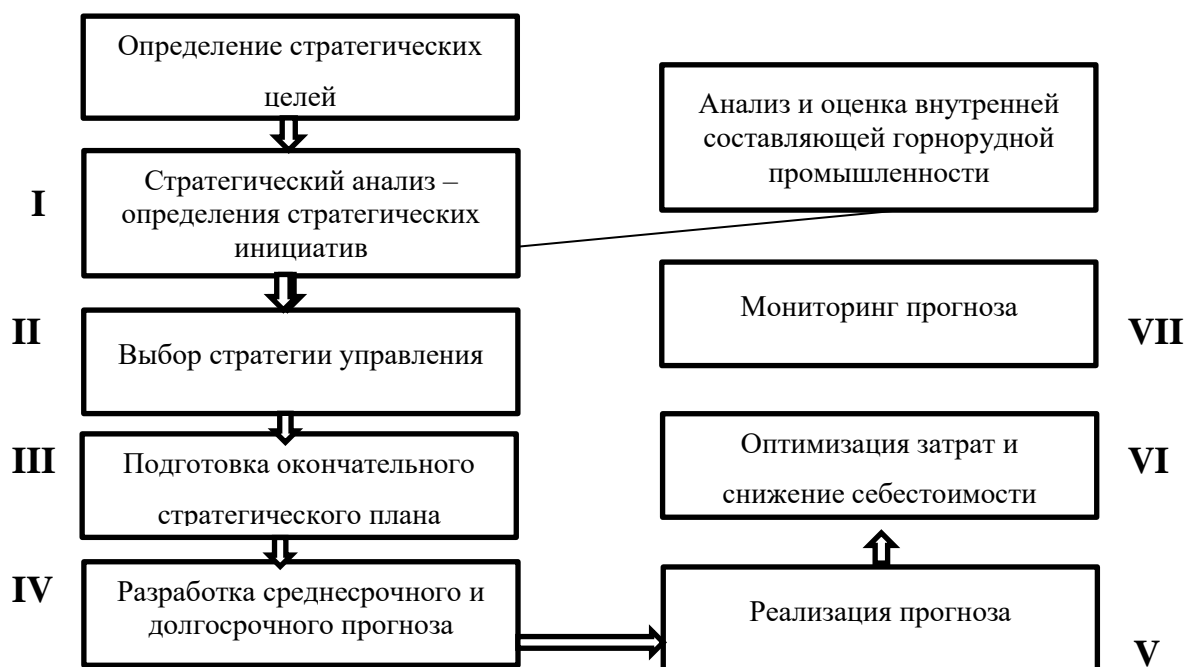 Определение стратегических
целей
I
Стратегический анализ –
определения стратегических
инициатив
II
Выбор стратегии управления
III
Подготовка окончательного
стратегического плана
IV
Разработка среднесрочного и
долгосрочного прогноза
Анализ и оценка внутренней
составляющей горнорудной
промышленности
Мониторинг прогноза
VII
Оптимизация затрат и
снижение себестоимости
VI
Реализация прогноза
V